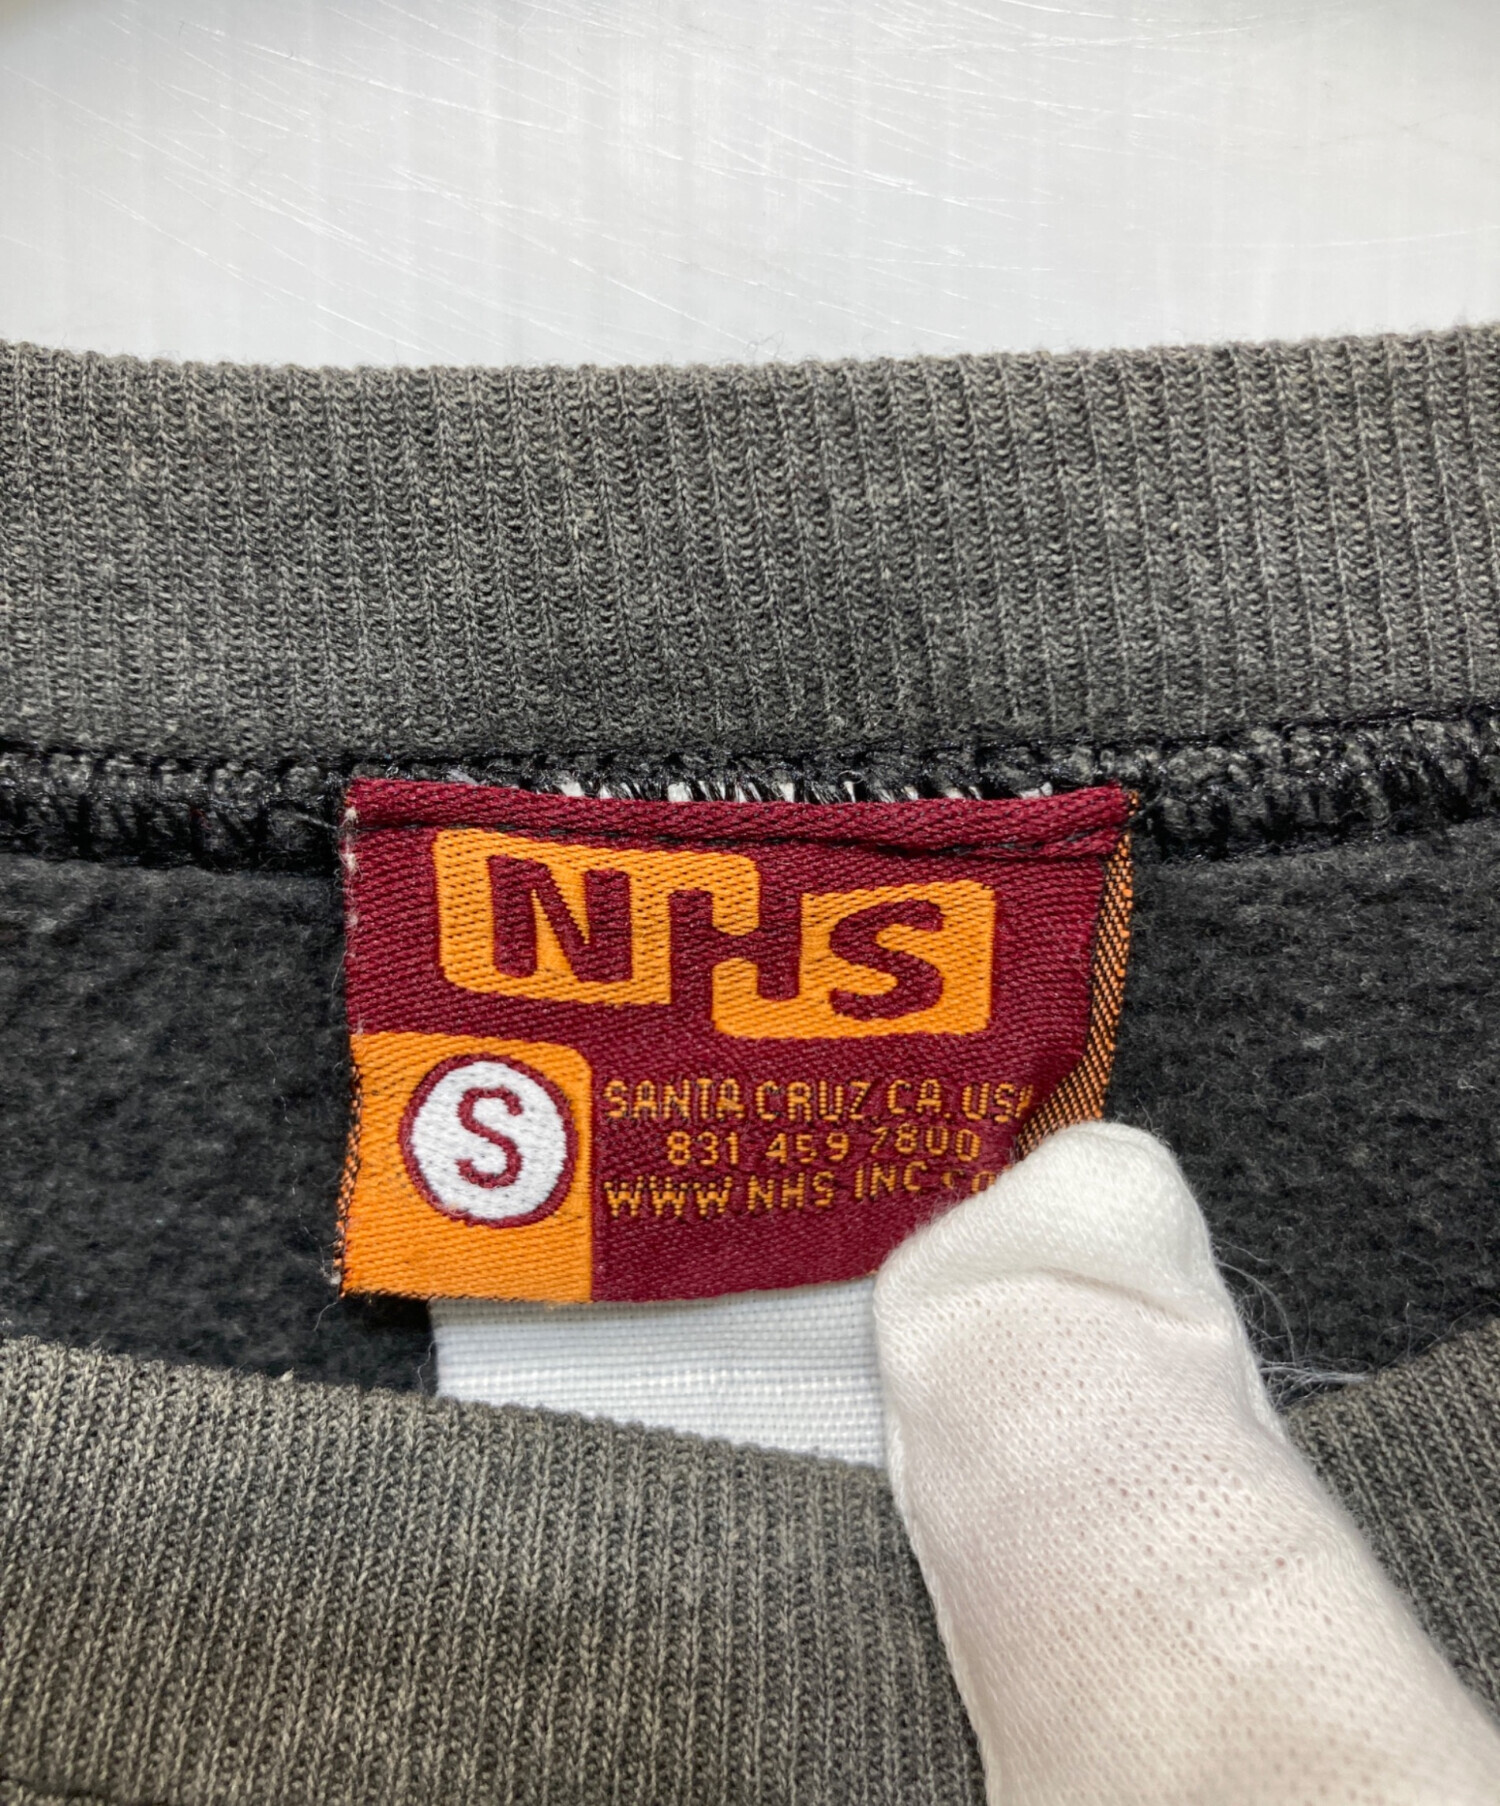 NHS
S
SANTA CRUZ, CA. USA
831 459 7800
WWW NHS INC CO